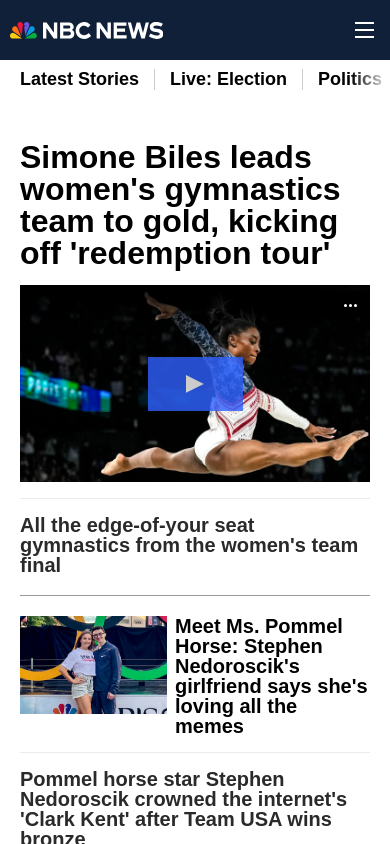 NBC NEWS
Latest Stories
Live: Election
Politics
Simone Biles leads
women's gymnastics
team to gold, kicking
off 'redemption tour'
All the edge-of-your seat
gymnastics from the women's team
final
Meet Ms. Pommel
Horse: Stephen
Nedoroscik's
girlfriend says she's
loving all the
memes
Pommel horse star Stephen
Nedoroscik crowned the internet's
'Clark Kent' after Team USA wins
bronze